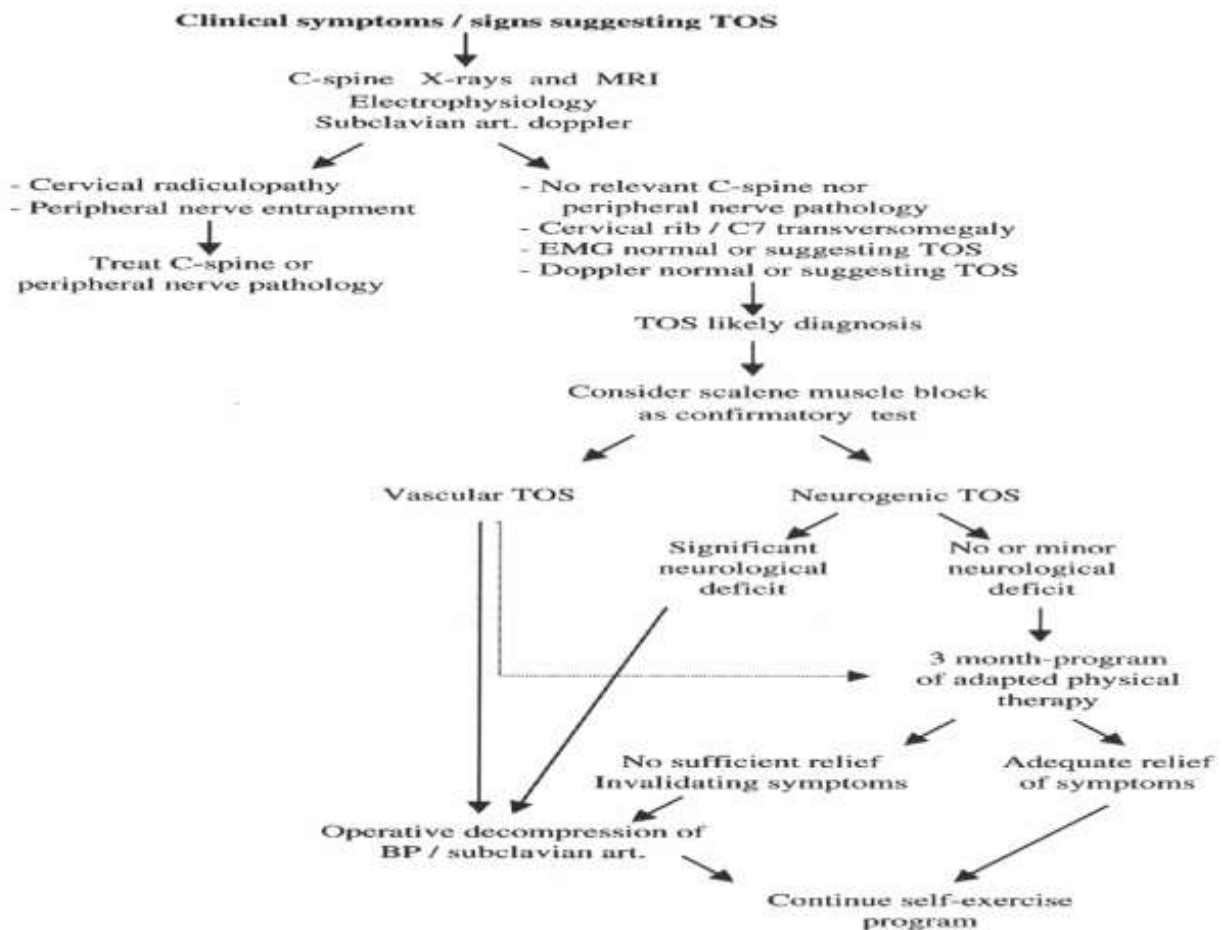 Clinical symptoms / signs suggesting TOS
C-spine X-rays and MRI
Electrophysiology
Subclavian art. doppler
- Cervical radiculopathy
- Peripheral nerve entrapment
Treat C-spine or
peripheral nerve pathology
- No relevant C-spine nor
peripheral nerve pathology
- Cervical rib / C7 transversomegaly
- EMG normal or suggesting TOS
- Doppler normal or suggesting TOS
TOS likely diagnosis
Consider scalene muscle block
as confirmatory test
Vascular TOS
Neurogenic TOS
Significant
neurological
deficit
No or minor
neurological
deficit
3 month-program
of adapted physical
therapy
No sufficient relief
Invalidating symptoms
Adequate relief
of symptoms
Operative decompression of
BP / subclavian art.
Continue self-exercise
program